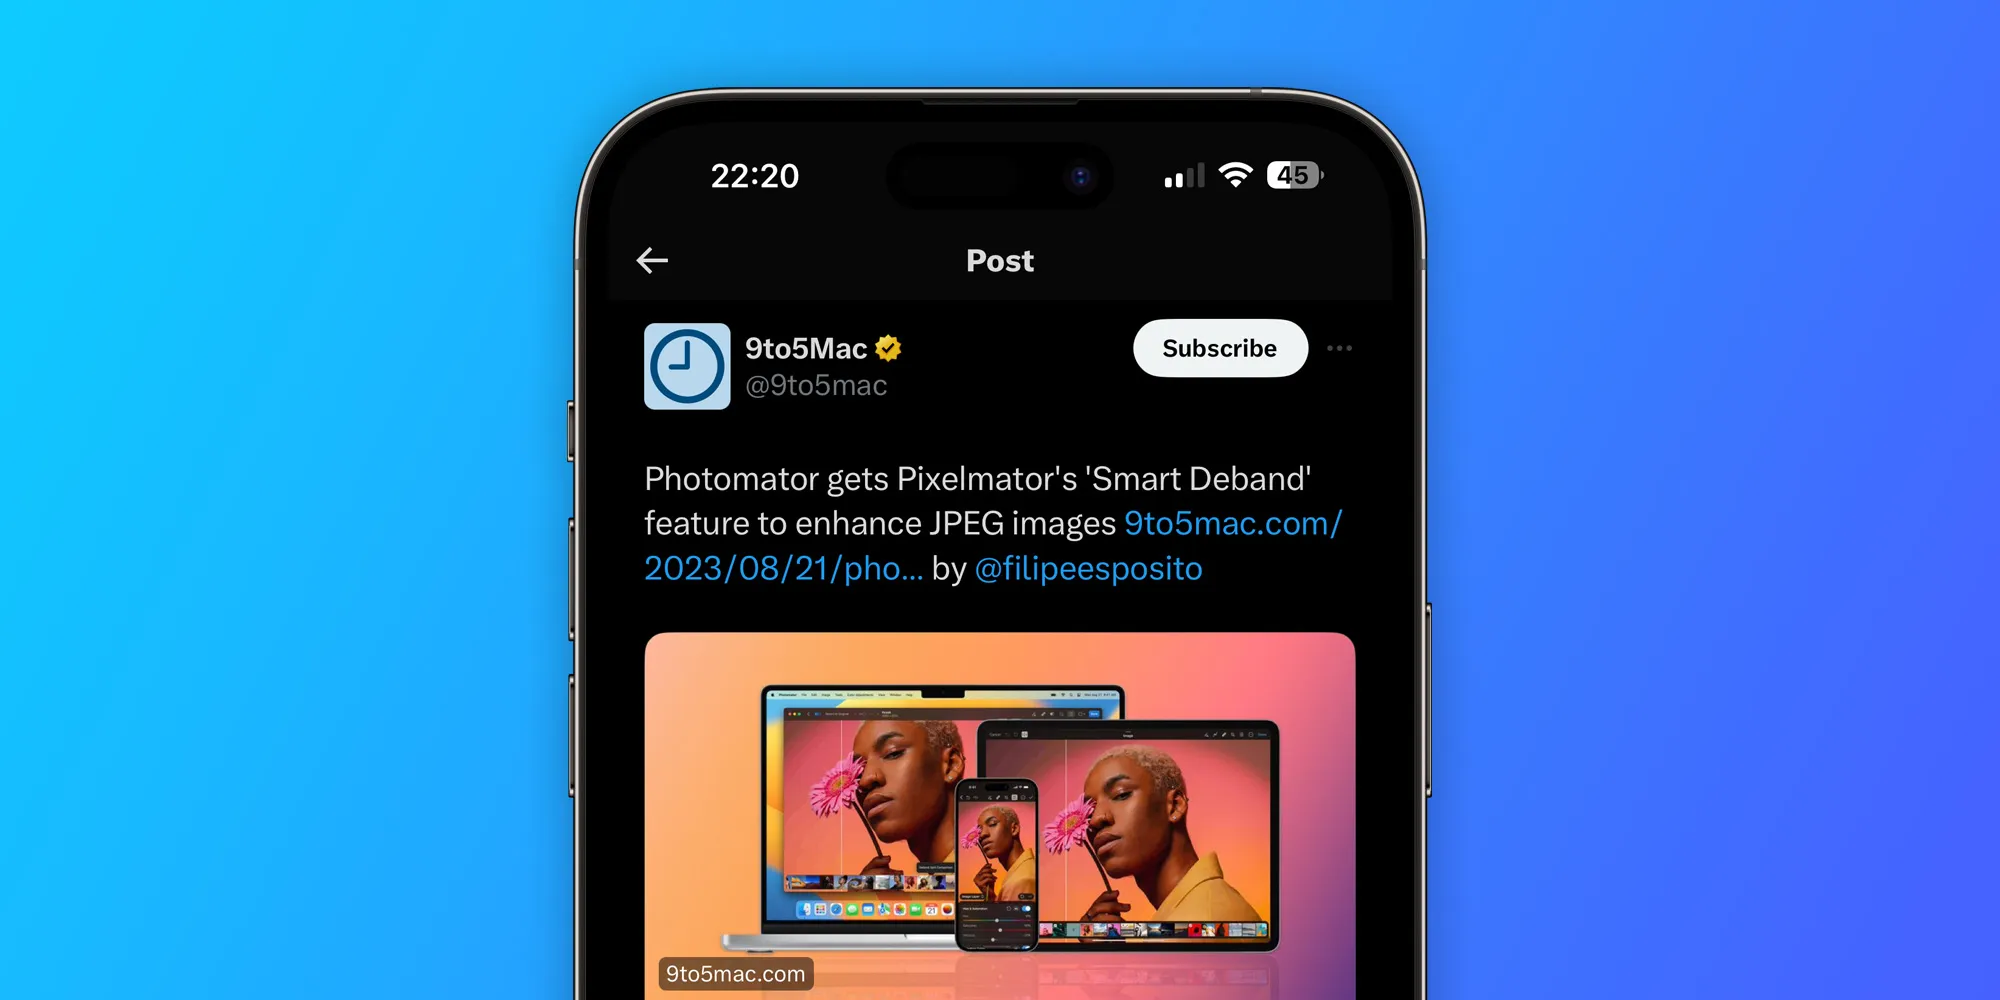 22:20
45
Post
9to5Mac
Subscribe
@9to5mac
Photomator gets Pixelmator's 'Smart Deband'
feature to enhance JPEG images 9to5mac.com/
2023/08/21/pho... by @filipeesposito
9to5mac.com